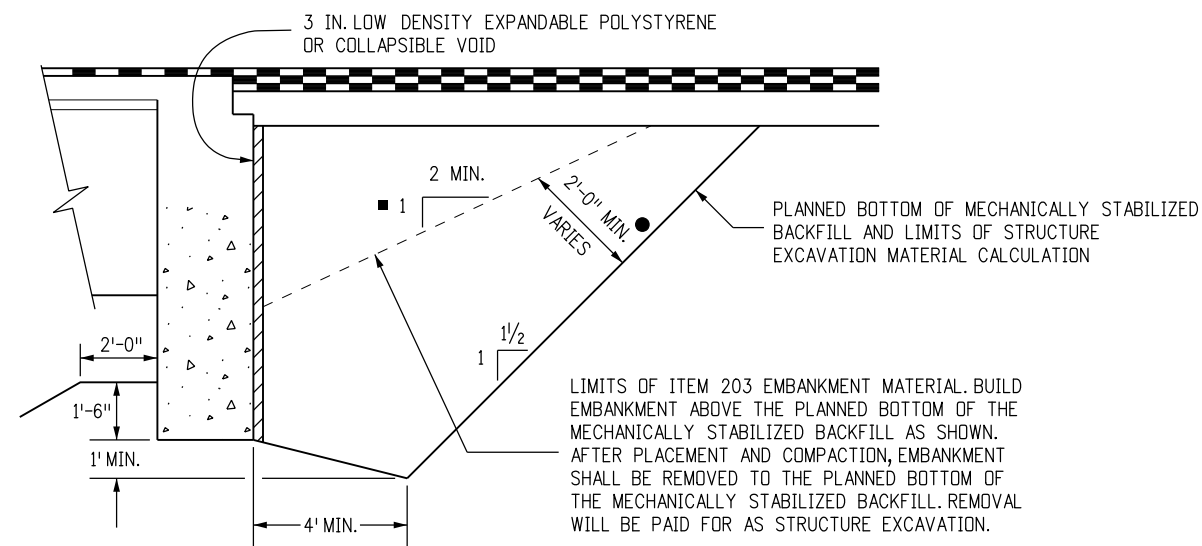 3 IN. LOW DENSITY EXPANDABLE POLYSTYRENE
OR COLLAPSIBLE VOID
2 MIN.
1
2'-0" MIN.
VARIES
PLANNED BOTTOM OF MECHANICALLY STABILIZED
BACKFILL AND LIMITS OF STRUCTURE
EXCAVATION MATERIAL CALCULATION
1½
1
2'-0"
1'-6"
1' MIN.
4' MIN.
LIMITS OF ITEM 203 EMBANKMENT MATERIAL. BUILD
EMBANKMENT ABOVE THE PLANNED BOTTOM OF THE
MECHANICALLY STABILIZED BACKFILL AS SHOWN.
AFTER PLACEMENT AND COMPACTION, EMBANKMENT
SHALL BE REMOVED TO THE PLANNED BOTTOM OF
THE MECHANICALLY STABILIZED BACKFILL. REMOVAL
WILL BE PAID FOR AS STRUCTURE EXCAVATION.